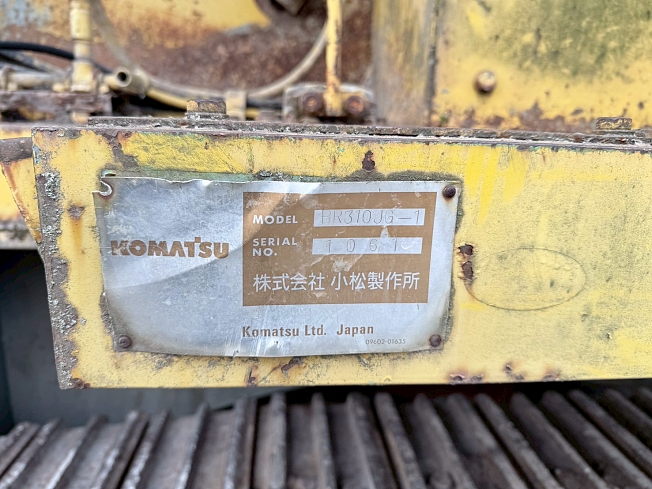 KOMATSU
MODEL BR310JG-1
SERIAL NO. 1061
株式会社 小松製作所
Komatsu Ltd. Japan
09602-01635